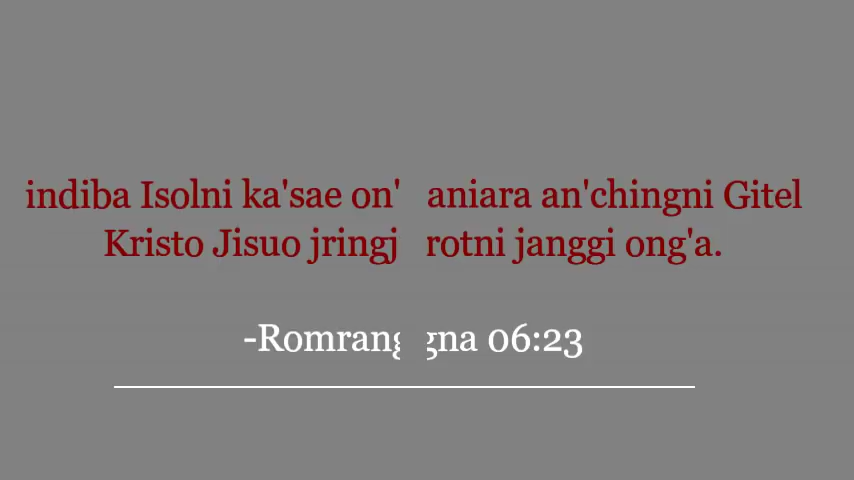 indiba Isolni ka'sae on' aniara an'chingni Gitel
Kristo Jisuo jringj rotni janggi ong'a.
-Romrang gna 06:23